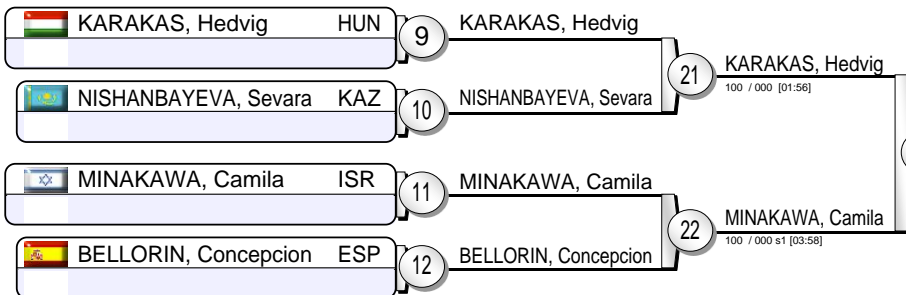 KARAKAS, Hedvig HUN
9
KARAKAS, Hedvig
21
KARAKAS, Hedvig
100 / 000 [01:56]
NISHANBAYEVA, Sevara KAZ
10
NISHANBAYEVA, Sevara
MINAKAWA, Camila ISR
11
MINAKAWA, Camila
22
MINAKAWA, Camila
100 / 000 s1 [03:58]
BELLORIN, Concepcion ESP
12
BELLORIN, Concepcion